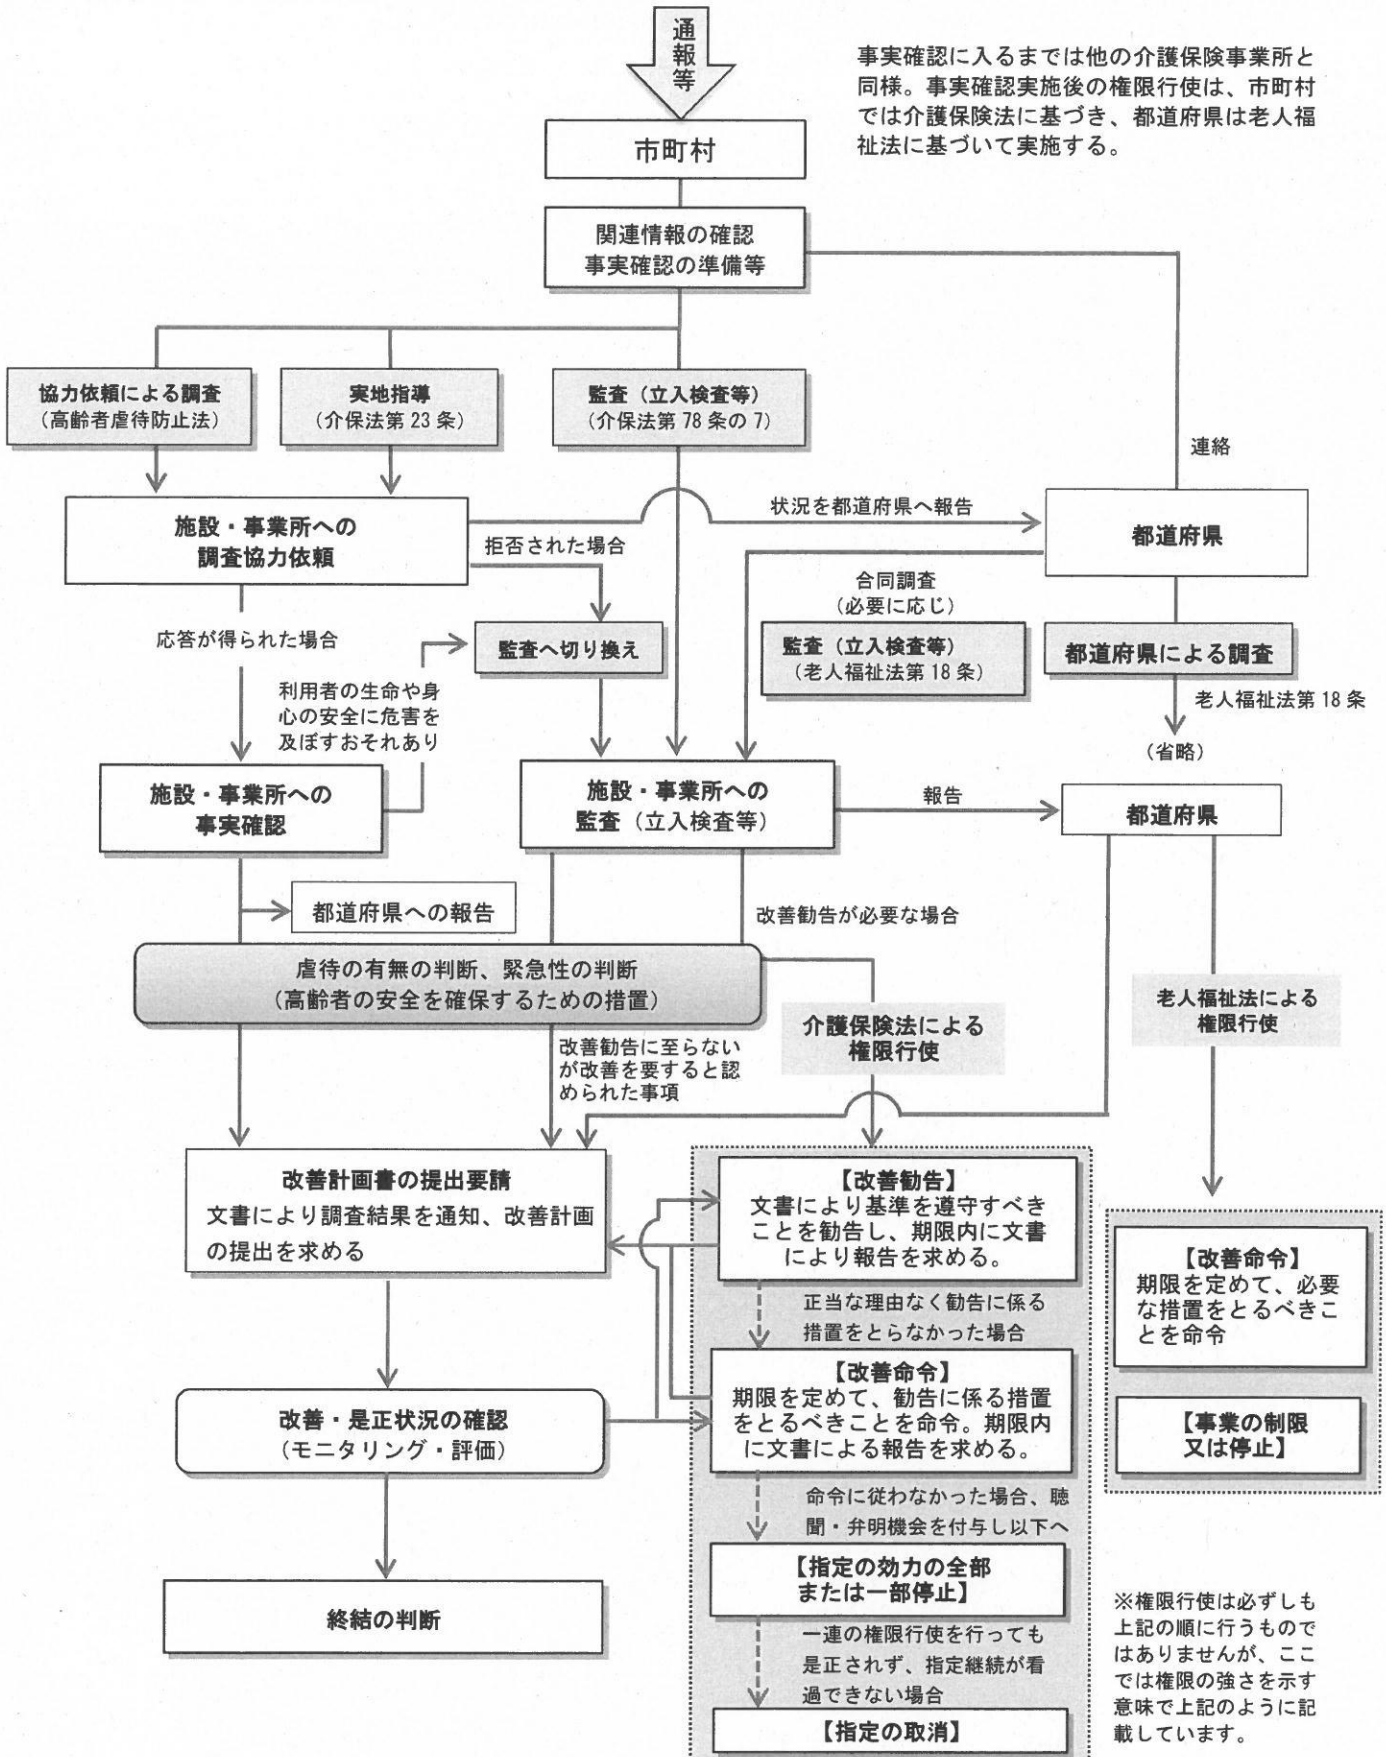 通報等
事実確認に入るまでは他の介護保険事業所と
同様。事実確認実施後の権限行使は、市町村
では介護保険法に基づき、都道府県は老人福
祉法に基づいて実施する。
市町村
関連情報の確認
事実確認の準備等
協力依頼による調査
（高齢者虐待防止法）
実地指導
（介保法第 23 条）
監査（立入検査等）
（介保法第 78 条の 7）
連絡
施設・事業所への
調査協力依頼
状況を都道府県へ報告
拒否された場合
都道府県
合同調査
（必要に応じ）
応答が得られた場合
監査へ切り換え
監査（立入検査等）
（老人福祉法第 18 条）
都道府県による調査
利用者の生命や身
心の安全に危害を
及ぼすおそれあり
老人福祉法第 18 条
（省略）
施設・事業所への
事実確認
施設・事業所への
監査（立入検査等）
報告
都道府県
都道府県への報告
改善勧告が必要な場合
虐待の有無の判断、緊急性の判断
（高齢者の安全を確保するための措置）
介護保険法による
権限行使
老人福祉法による
権限行使
改善勧告に至らない
が改善を要すると認
められた事項
改善計画書の提出要請
文書により調査結果を通知、改善計画
の提出を求める
【改善勧告】
文書により基準を遵守すべき
ことを勧告し、期限内に文書
により報告を求める。
正当な理由なく勧告に係る
措置をとらなかった場合
【改善命令】
期限を定めて、必要
な措置をとるべきこ
とを命令
【改善命令】
期限を定めて、勧告に係る措置
をとるべきことを命令。期限内
に文書による報告を求める。
改善・是正状況の確認
（モニタリング・評価）
【事業の制限
又は停止】
命令に従わなかった場合、聴
聞・弁明機会を付与し以下へ
【指定の効力の全部
または一部停止】
終結の判断
一連の権限行使を行っても
是正されず、指定継続が看
過できない場合
【指定の取消】
※権限行使は必ずしも
上記の順に行うもので
はありませんが、ここ
では権限の強さを示す
意味で上記のように記
載しています。